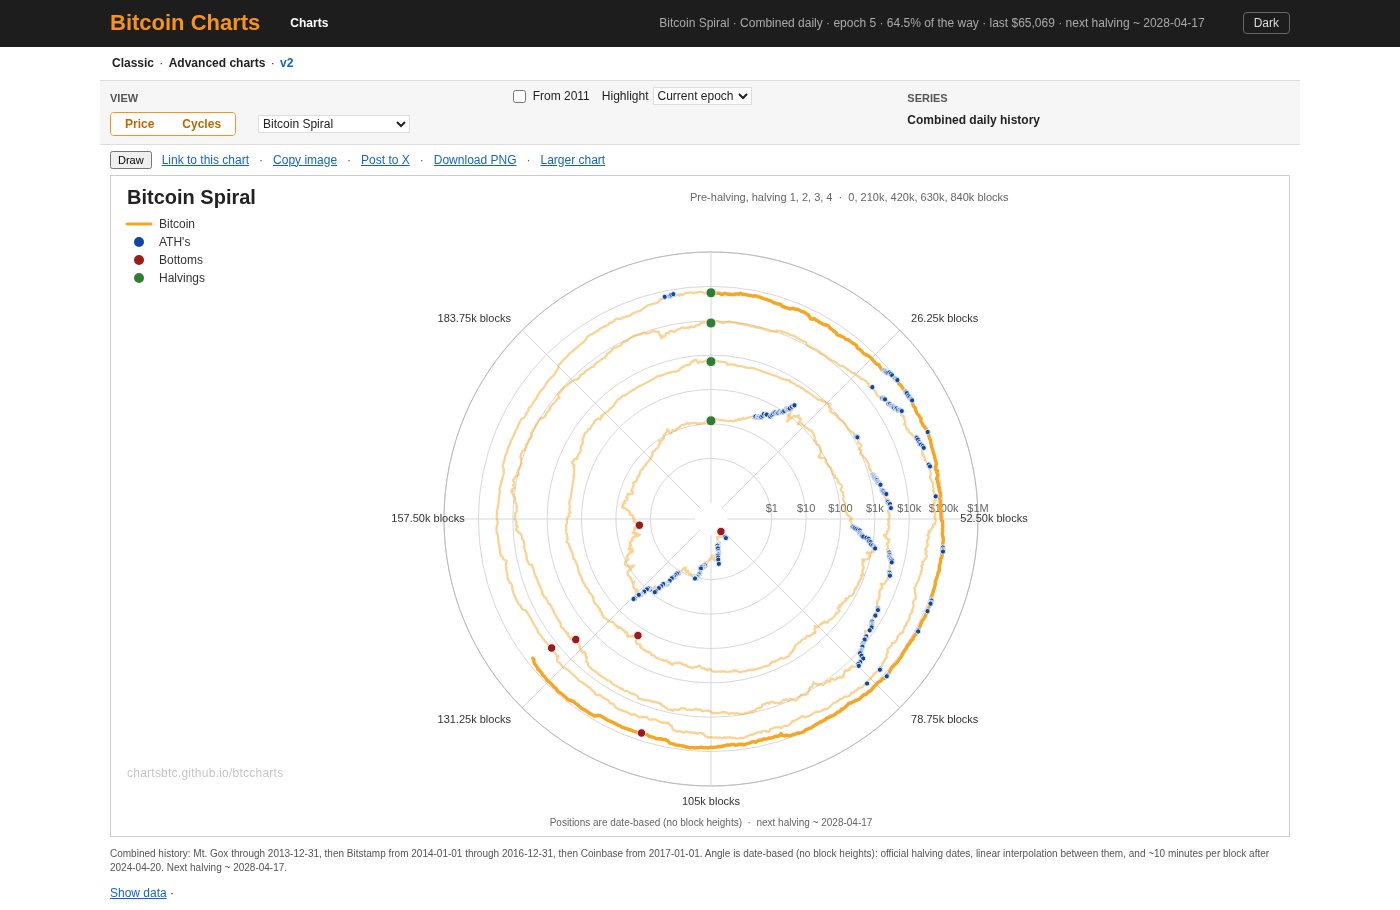 Bitcoin Charts
Charts
Bitcoin Spiral · Combined daily · epoch 5 · 64.5% of the way · last $65,069 · next halving ~ 2028-04-17
Dark
Classic · Advanced charts · v2
VIEW
From 2011 Highlight Current epoch
SERIES
Price Cycles Bitcoin Spiral
Combined daily history
Draw Link to this chart · Copy image · Post to X · Download PNG · Larger chart
Bitcoin Spiral
Pre-halving, halving 1, 2, 3, 4 · 0, 210k, 420k, 630k, 840k blocks
Bitcoin
ATH's
Bottoms
Halvings
183.75k blocks
26.25k blocks
$1 $10 $100 $1k $10k $100k $1M
157.50k blocks
52.50k blocks
131.25k blocks
78.75k blocks
chartsbtc.github.io/btccharts
105k blocks
Positions are date-based (no block heights) · next halving ~ 2028-04-17
Combined history: Mt. Gox through 2013-12-31, then Bitstamp from 2014-01-01 through 2016-12-31, then Coinbase from 2017-01-01. Angle is date-based (no block heights): official halving dates, linear interpolation between them, and ~10 minutes per block after
2024-04-20. Next halving ~ 2028-04-17.
Show data ·